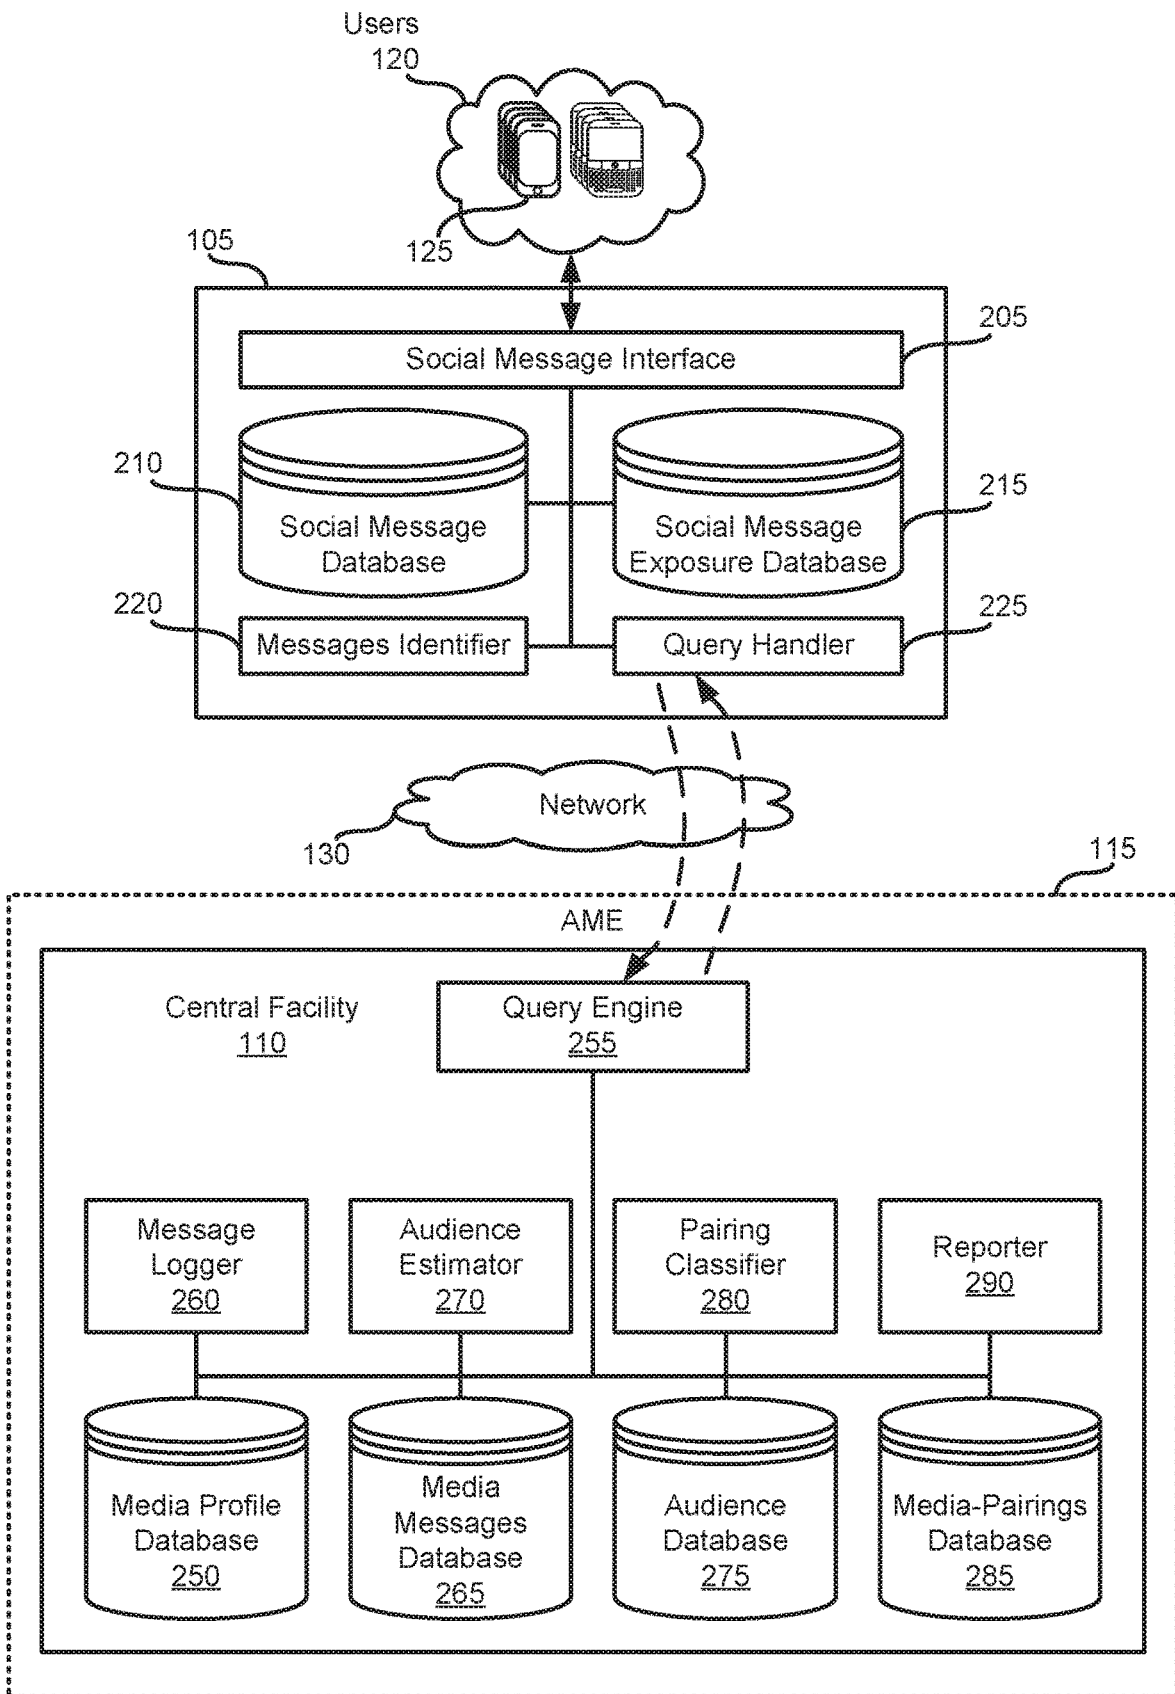 Users
120
125
105
Social Message Interface
205
210
Social Message
Database
Social Message
Exposure Database
215
220
Messages Identifier
Query Handler
225
Network
130
115
AME
Central Facility
110
Query Engine
255
Message
Logger
260
Audience
Estimator
270
Pairing
Classifier
280
Reporter
290
Media Profile
Database
250
Media
Messages
Database
265
Audience
Database
275
Media-Pairings
Database
285